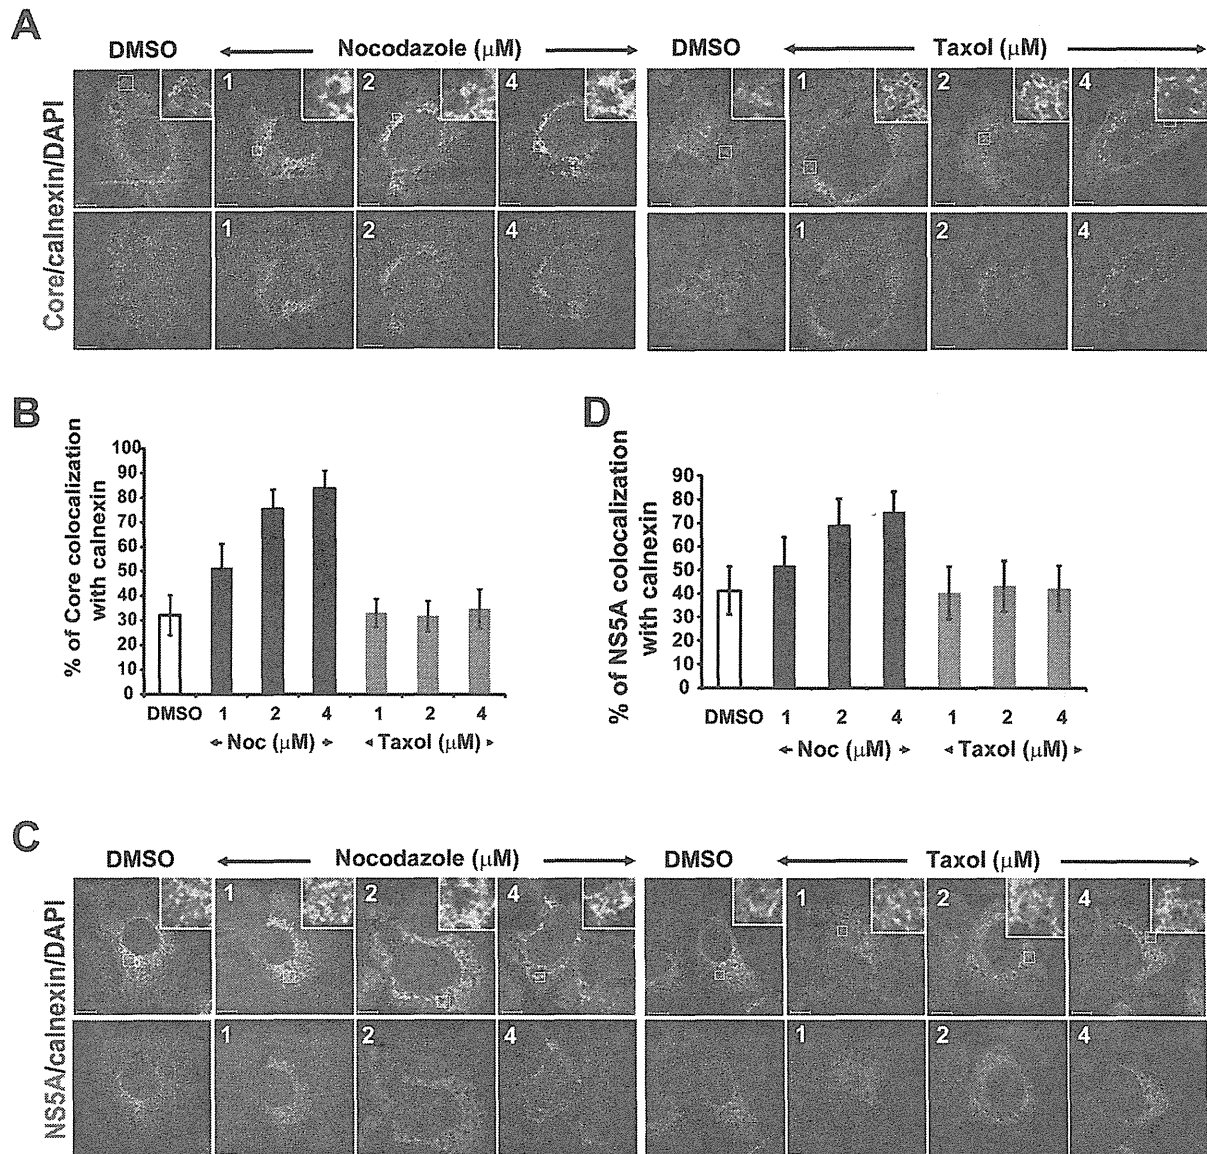 A
DMSO Nocodazole (μM) DMSO Taxol (μM)
Core/calnexin/DAPI
1 2 4 1 2 4
1 2 4 1 2 4
B
% of Core colocalization
with calnexin
100
90
80
70
60
50
40
30
20
10
0
DMSO 1 2 4 1 2 4
Noc (μM) Taxol (μM)
D
% of NS5A colocalization
with calnexin
90
80
70
60
50
40
30
20
10
0
DMSO 1 2 4 1 2 4
Noc (μM) Taxol (μM)
C
DMSO Nocodazole (μM) DMSO Taxol (μM)
NS5A/calnexin/DAPI
1 2 4 1 2 4
1 2 4 1 2 4